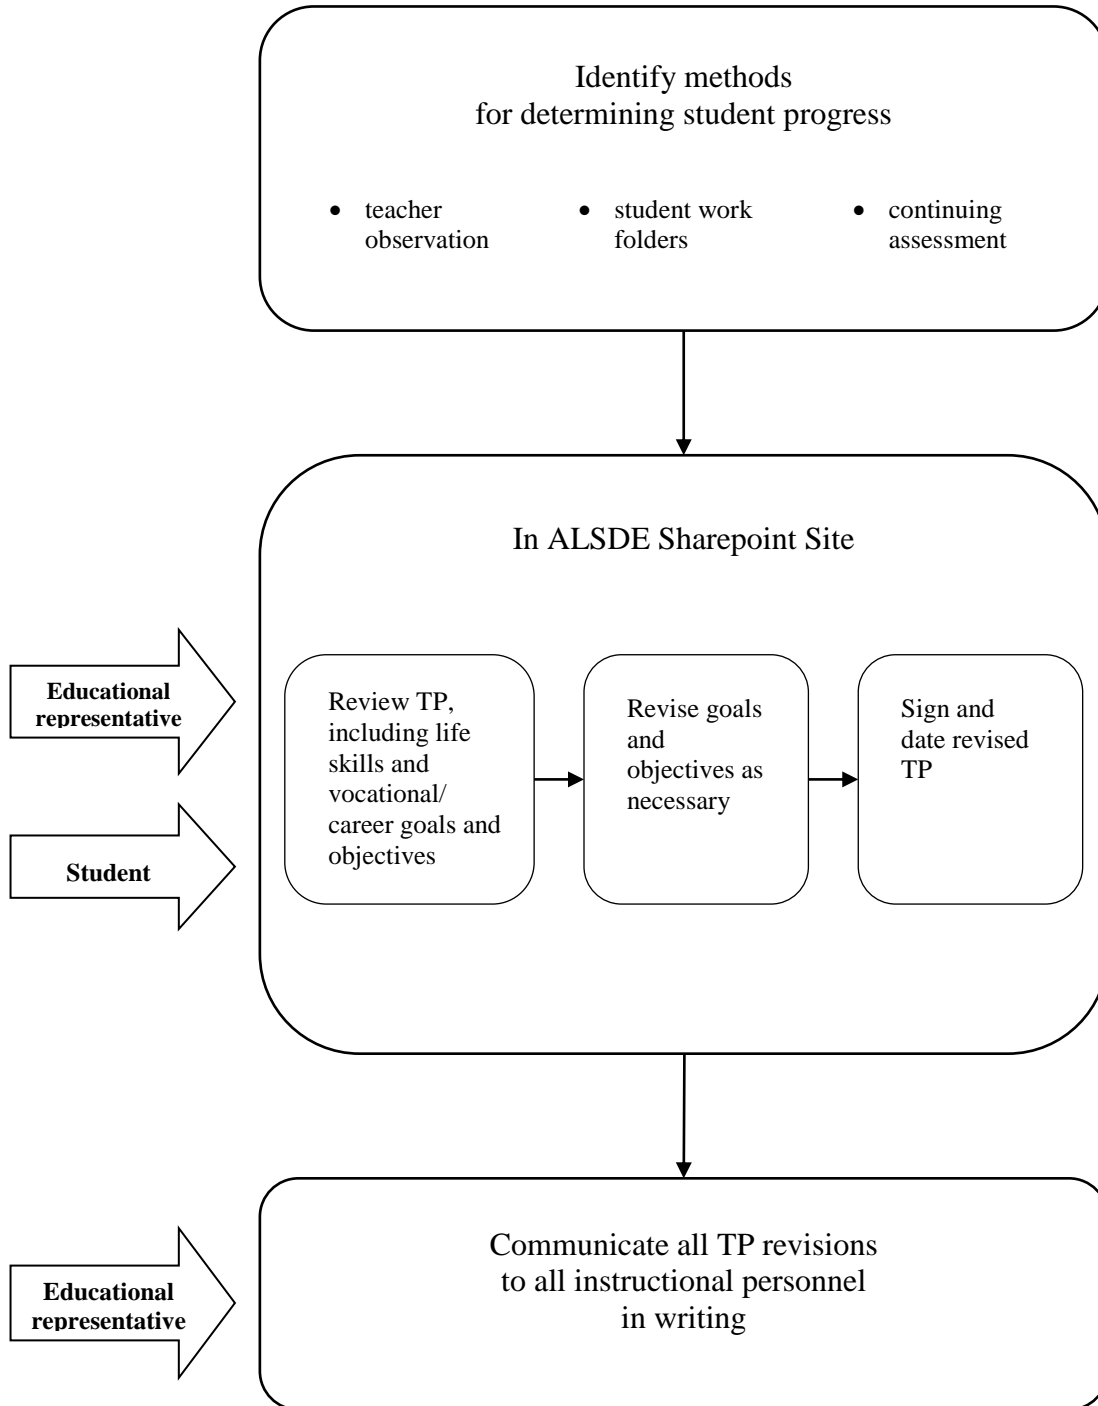 Identify methods
for determining student progress
• teacher
observation
• student work
folders
• continuing
assessment
In ALSDE Sharepoint Site
Educational
representative
Student
Review TP,
including life
skills and
vocational/
career goals and
objectives
Revise goals
and
objectives as
necessary
Sign and
date revised
TP
Educational
representative
Communicate all TP revisions
to all instructional personnel
in writing